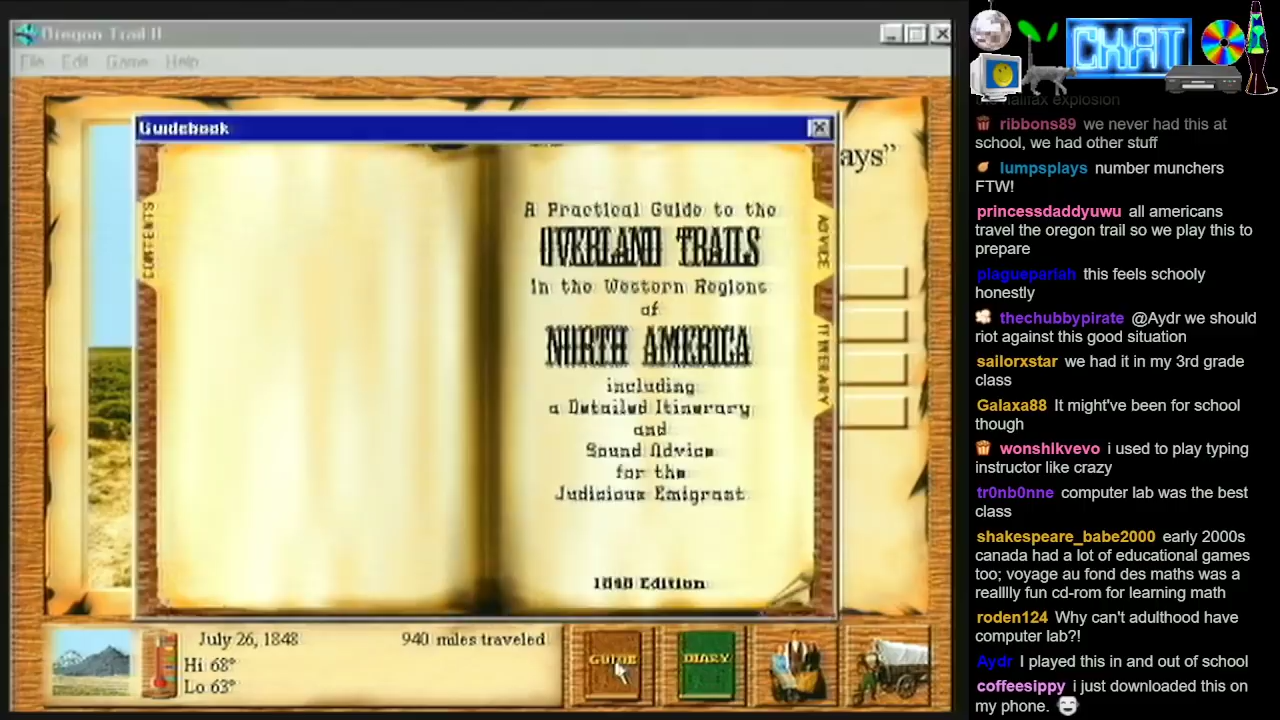 Oregon Trail II
File Edit Game Help
Guidebook
ays”
CONTENTS
ADVICE
ITINERARY
A Practical Guide to the
OVERLAND TRAILS
in the Western Regions
of
NORTH AMERICA
including
a Detailed Itinerary
and
Sound Advice
for the
Judicious Emigrant
1848 Edition
July 26, 1848
940 miles traveled
Hi 68°
Lo 63°
GUIDE
DIARY
CHAT
the halifax explosion
ribbons89 we never had this at
school, we had other stuff
lumpsplays number munchers
FTW!
princessdaddyuwu all americans
travel the oregon trail so we play this to
prepare
plaguepariah this feels schooly
honestly
thechubbypirate @Aydr we should
riot against this good situation
sailorxstar we had it in my 3rd grade
class
Galaxa88 It might've been for school
though
wonshlkvevo i used to play typing
instructor like crazy
tr0nb0nne computer lab was the best
class
shakespeare_babe2000 early 2000s
canada had a lot of educational games
too; voyage au fond des maths was a
realllly fun cd-rom for learning math
roden124 Why can't adulthood have
computer lab?!
Aydr I played this in and out of school
coffeesippy i just downloaded this on
my phone.